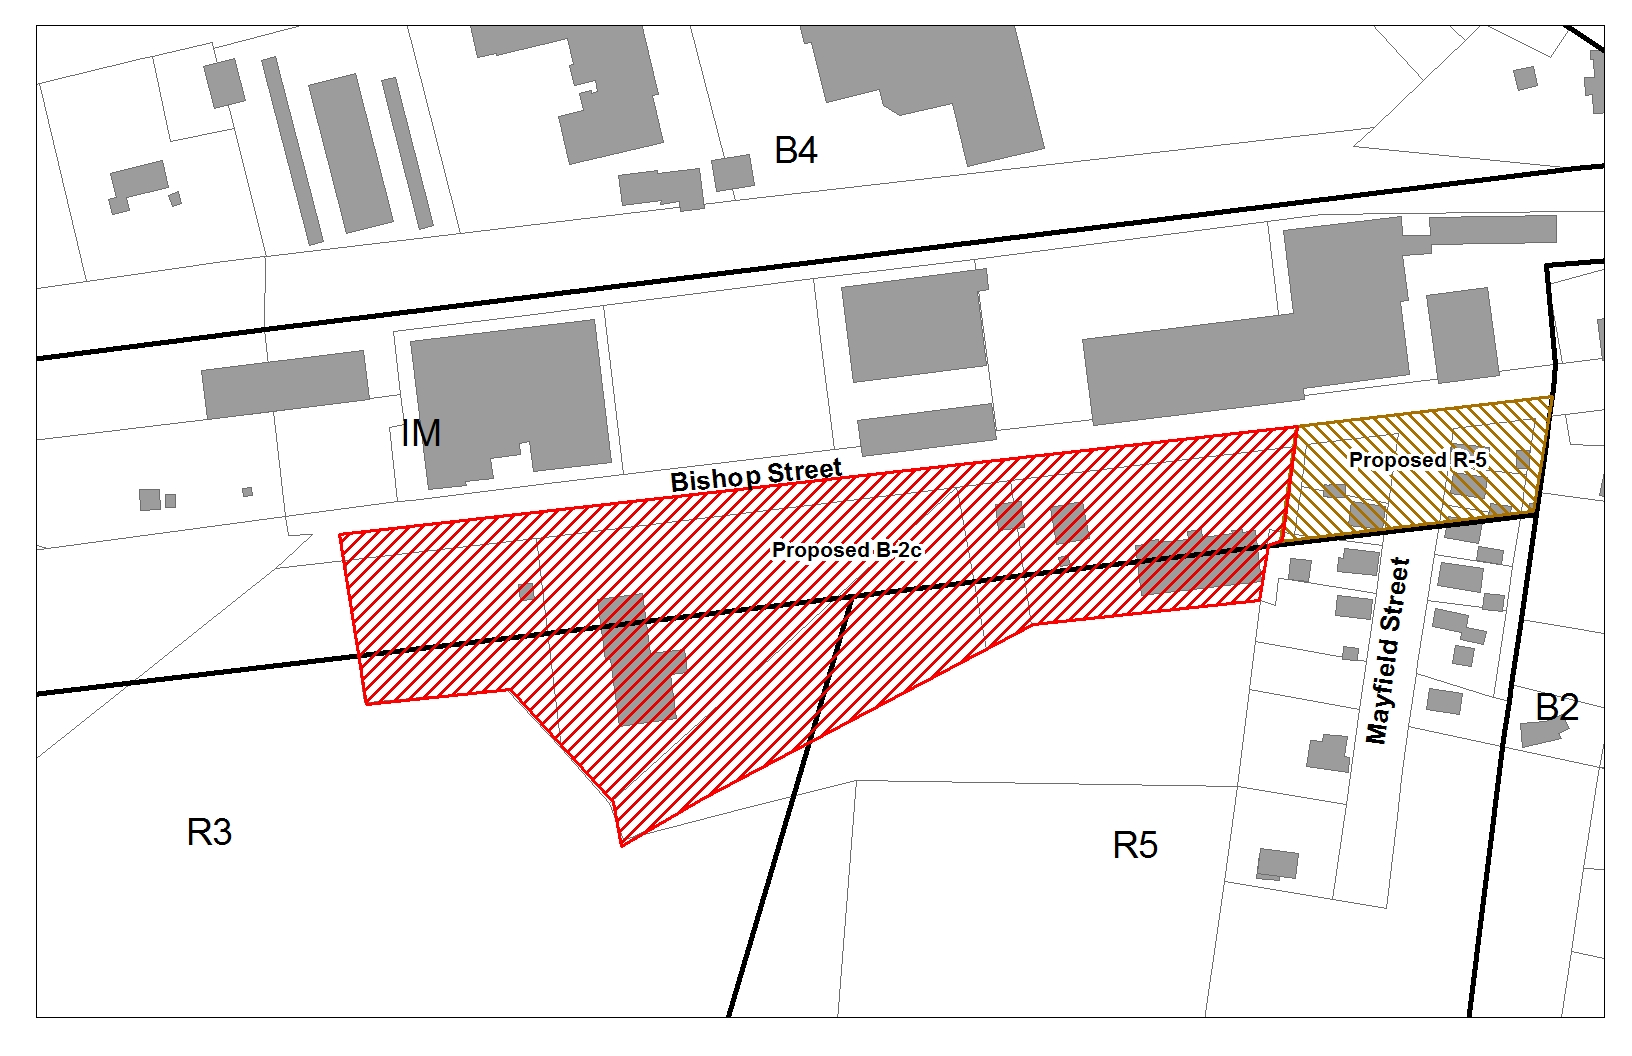 B4
IM
Bishop Street
Proposed R-5
Proposed B-2c
Mayfield Street
B2
R3
R5